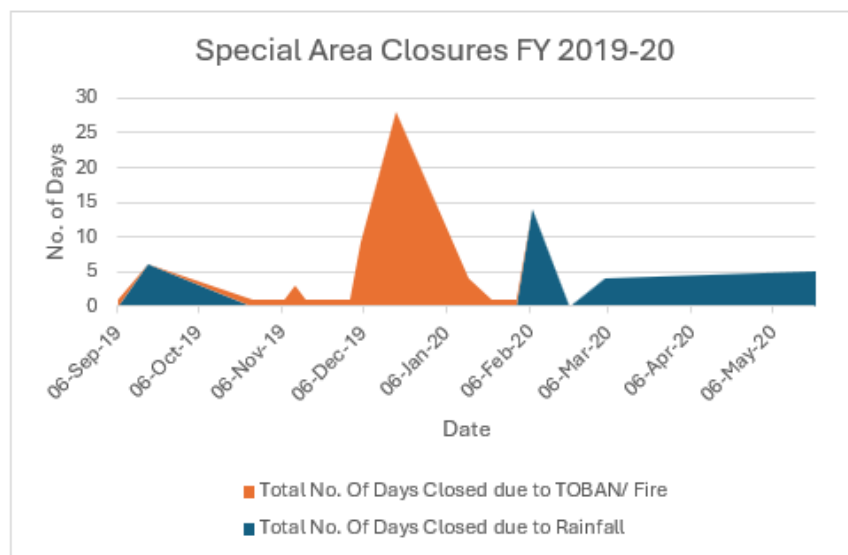 Special Area Closures FY 2019-20
30
25
20
15
10
5
0
No. of Days
06-Sep-19
06-Oct-19
06-Nov-19
06-Dec-19
06-Jan-20
06-Feb-20
06-Mar-20
06-Apr-20
06-May-20
Date
Total No. Of Days Closed due to TOBAN/ Fire
Total No. Of Days Closed due to Rainfall